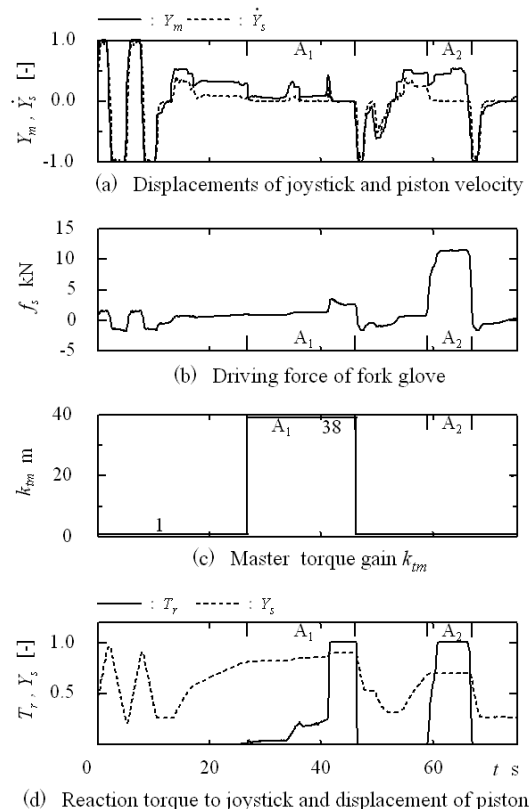 : Y_m : Ẏ_s
Y_m , Ẏ_s [-]
1.0
0.0
-1.0
A_1 A_2
(a) Displacements of joystick and piston velocity
f_s kN
15
10
5
0
-5
A_1 A_2
(b) Driving force of fork glove
k_tm m
40
20
0
1 A_1 38 A_2
(c) Master torque gain k_tm
: T_r : Y_s
T_r , Y_s [-]
1.0
0.5
A_1 A_2
0 20 40 60 t s
(d) Reaction torque to joystick and displacement of piston